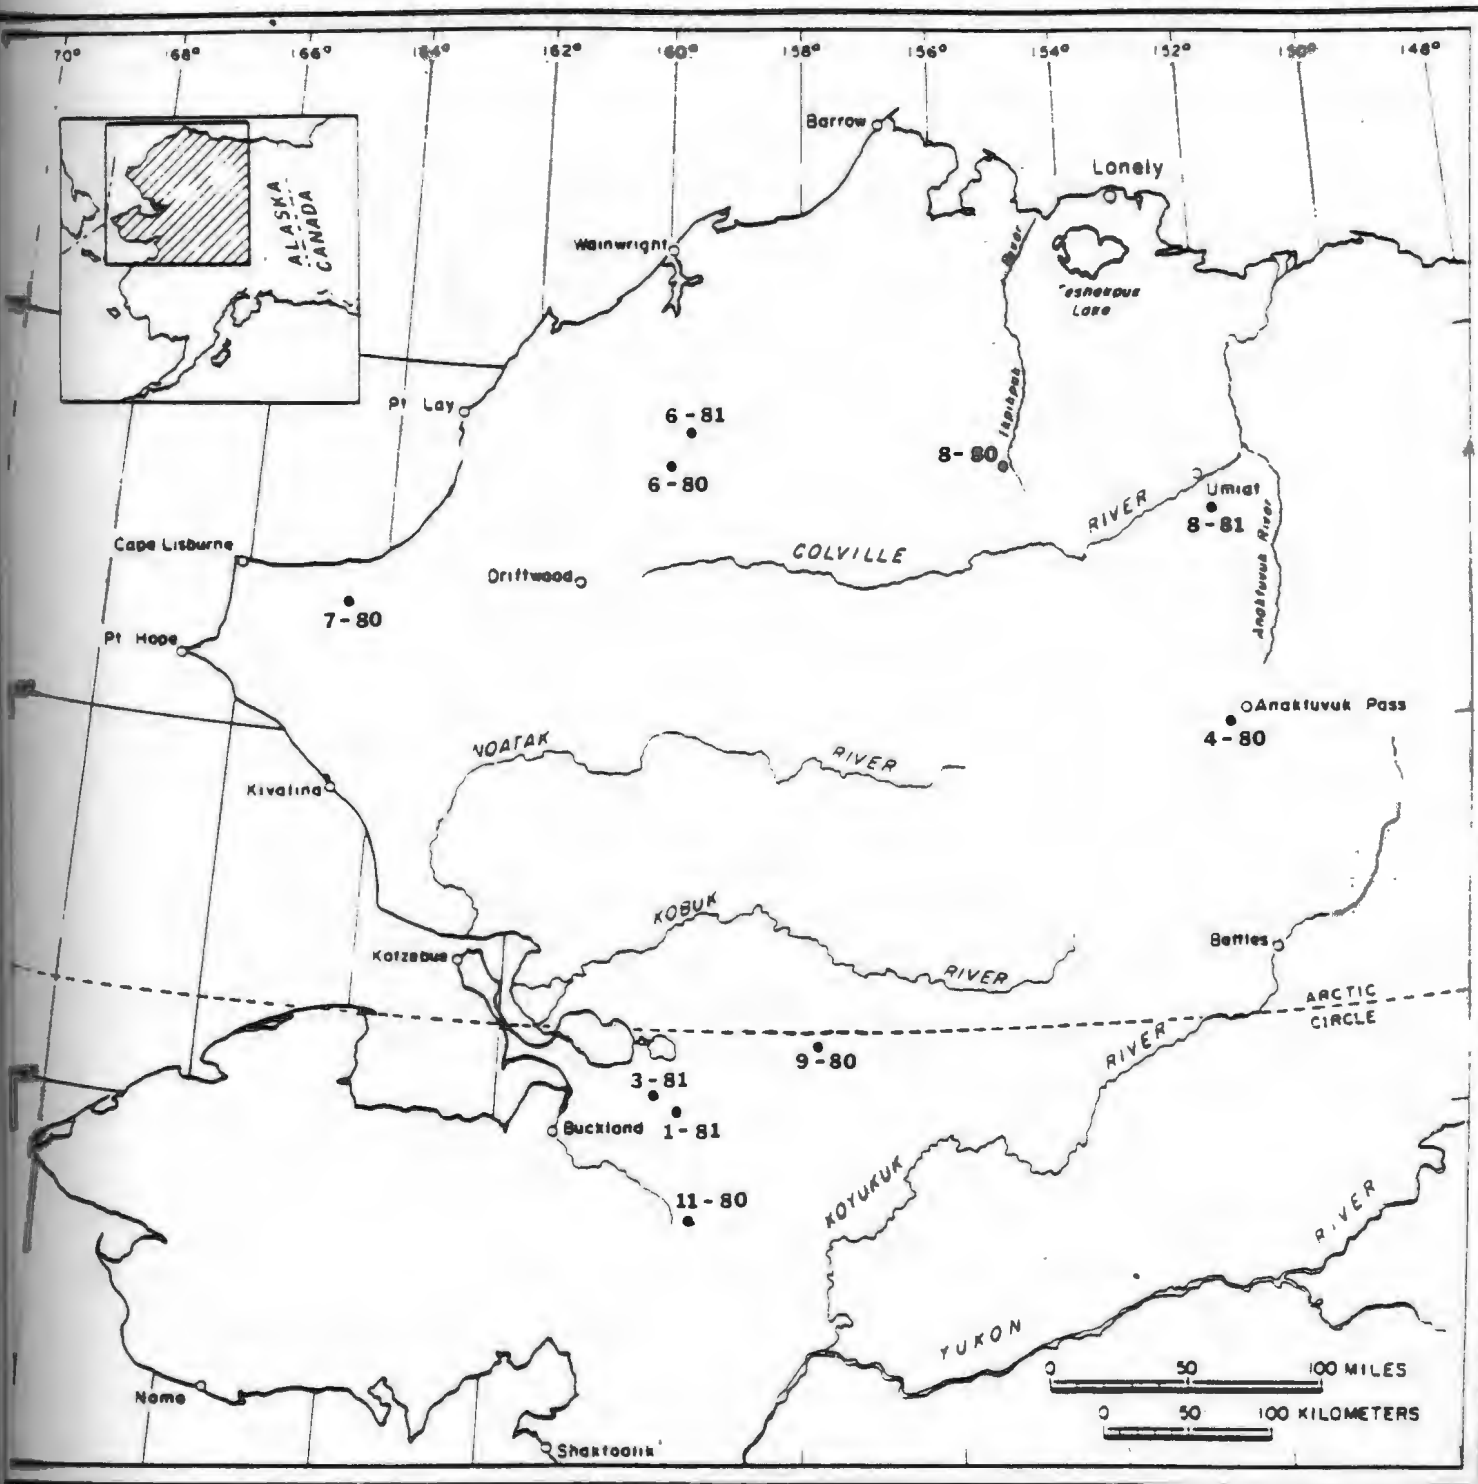 70° 168° 166° 164° 162° 160° 158° 156° 154° 152° 150° 148°
Barrow
Lonely
ALASKA
CANADA
Wainwright
River
Teshekpuk
Lake
Pt Lay
6-81
Ikpikpuk
8-80
6-80
RIVER
Umiat
8-81
Cape Lisburne
COLVILLE
Anaktuvuk River
Driftwood
7-80
Pt Hope
Anaktuvuk Pass
4-80
NOATAK
RIVER
Kivalina
KOBUK
Kotzebue
Bettles
RIVER
ARCTIC
CIRCLE
RIVER
9-80
3-81
Buckland
1-81
KOYUKUK
11-80
RIVER
YUKON
0 50 100 MILES
Nome
0 50 100 KILOMETERS
Shaktoolik